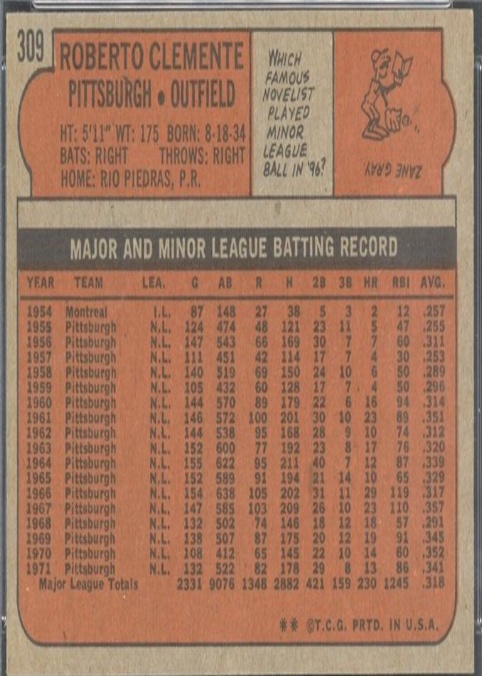 309
ROBERTO CLEMENTE
PITTSBURGH • OUTFIELD
HT: 5'11" WT: 175 BORN: 8-18-34
BATS: RIGHT THROWS: RIGHT
HOME: RIO PIEDRAS, P.R.
WHICH
FAMOUS
NOVELIST
PLAYED
MINOR
LEAGUE
BALL IN '96?
ZANE GRAY
MAJOR AND MINOR LEAGUE BATTING RECORD
YEAR TEAM LEA. G AB R H 2B 3B HR RBI AVG.
1954 Montreal I.L. 87 148 27 38 5 3 2 12 .257
1955 Pittsburgh N.L. 124 474 48 121 23 11 5 47 .255
1956 Pittsburgh N.L. 147 543 66 169 30 7 7 60 .311
1957 Pittsburgh N.L. 111 451 42 114 17 7 4 30 .253
1958 Pittsburgh N.L. 140 519 69 150 24 10 6 50 .289
1959 Pittsburgh N.L. 105 432 60 128 17 7 4 50 .296
1960 Pittsburgh N.L. 144 570 89 179 22 6 16 94 .314
1961 Pittsburgh N.L. 146 572 100 201 30 10 23 89 .351
1962 Pittsburgh N.L. 144 538 95 168 28 9 10 74 .312
1963 Pittsburgh N.L. 152 600 77 192 23 8 17 76 .320
1964 Pittsburgh N.L. 155 622 95 211 40 7 12 87 .339
1965 Pittsburgh N.L. 152 589 91 194 21 14 10 65 .329
1966 Pittsburgh N.L. 154 638 105 202 31 11 29 119 .317
1967 Pittsburgh N.L. 147 585 103 209 26 10 23 110 .357
1968 Pittsburgh N.L. 132 502 74 146 18 12 18 57 .291
1969 Pittsburgh N.L. 138 507 87 175 20 12 19 91 .345
1970 Pittsburgh N.L. 108 412 65 145 22 10 14 60 .352
1971 Pittsburgh N.L. 132 522 82 178 29 8 13 86 .341
Major League Totals 2331 9076 1348 2882 421 159 230 1245 .318
** ©T.C.G. PRTD. IN U.S.A.